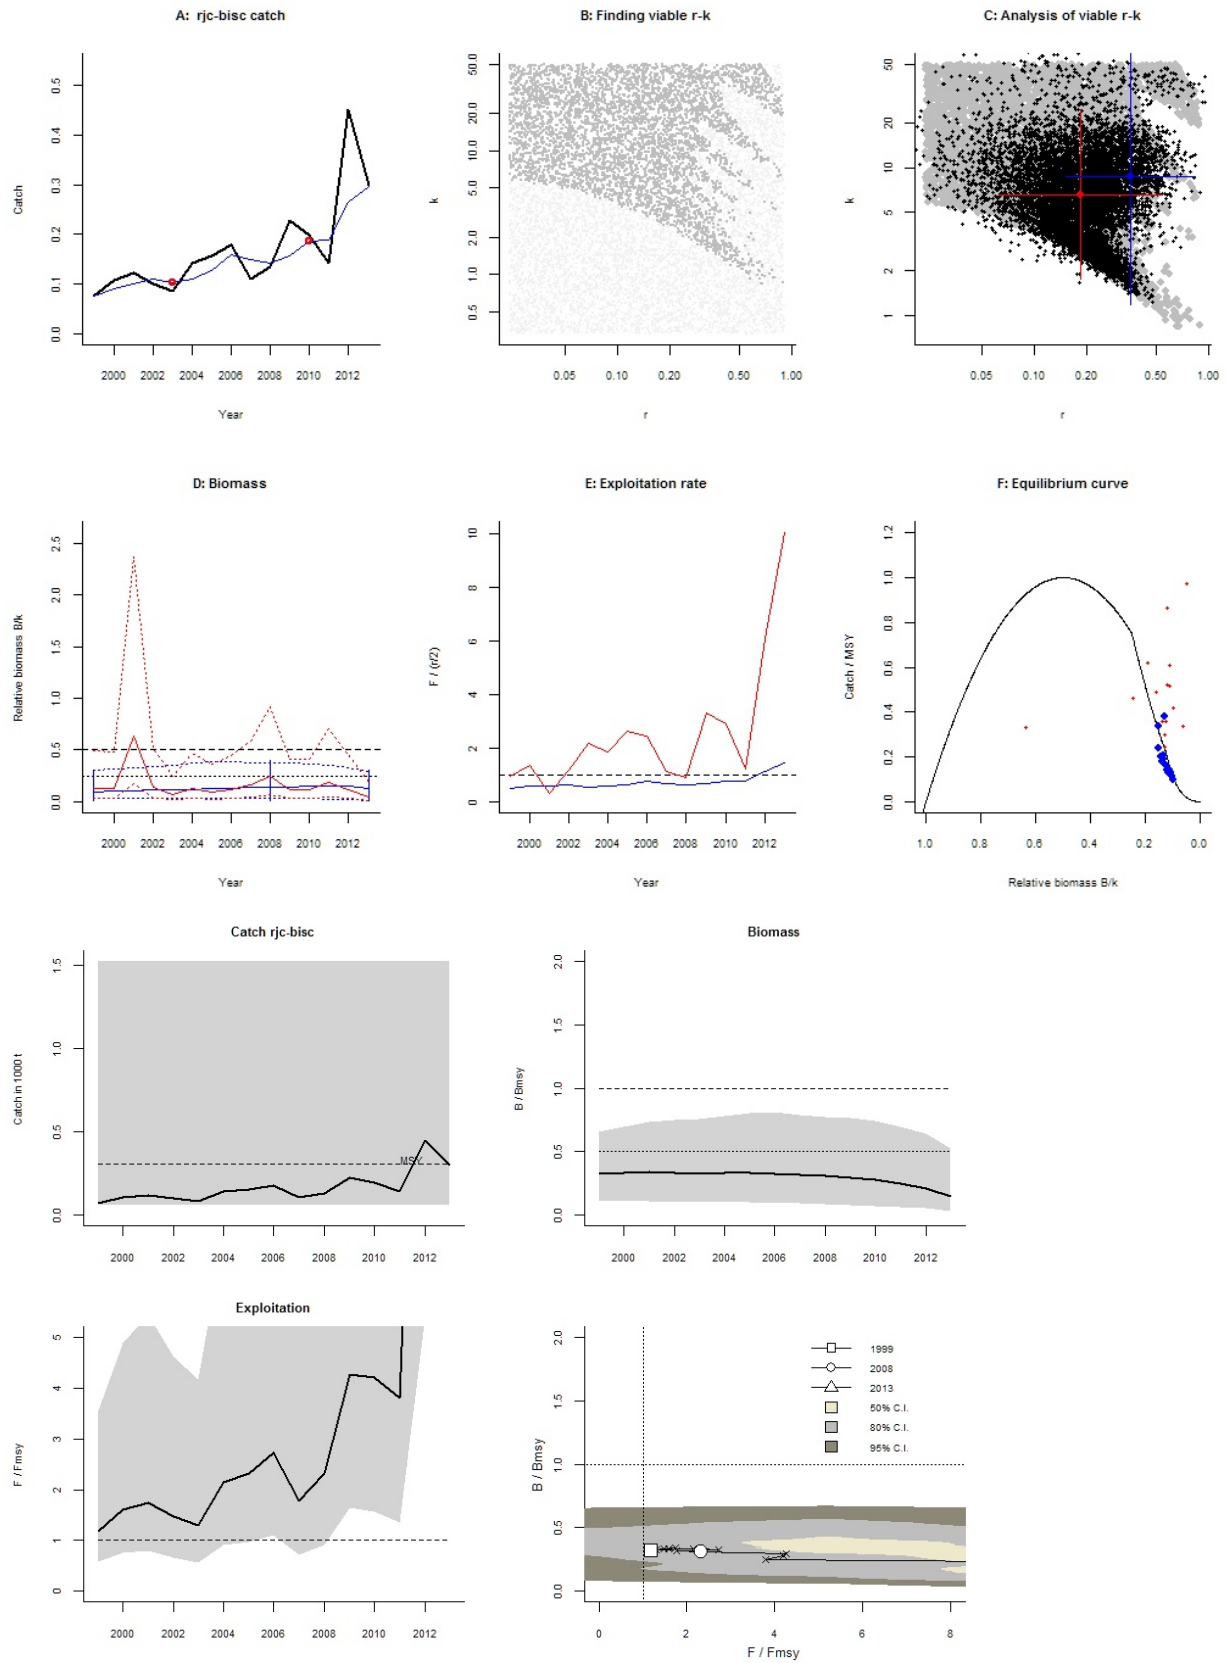 A: rjc-bisc catch
B: Finding viable r-k
C: Analysis of viable r-k
Catch
0.0 0.1 0.2 0.3 0.4 0.5
2000 2002 2004 2006 2008 2010 2012
Year
k
0.5 1.0 2.0 5.0 10.0 20.0 50.0
0.05 0.10 0.20 0.50 1.00
r
k
1 2 5 10 20 50
0.05 0.10 0.20 0.50 1.00
r
D: Biomass
E: Exploitation rate
F: Equilibrium curve
Relative biomass B/k
0.0 0.5 1.0 1.5 2.0 2.5
2000 2002 2004 2006 2008 2010 2012
Year
F / (r/2)
0 2 4 6 8 10
2000 2002 2004 2006 2008 2010 2012
Year
Catch / MSY
0.0 0.2 0.4 0.6 0.8 1.0 1.2
1.0 0.8 0.6 0.4 0.2 0.0
Relative biomass B/k
Catch rjc-bisc
Biomass
Catch in 1000 t
0.0 0.5 1.0 1.5
MSY
2000 2002 2004 2006 2008 2010 2012
B / Bmsy
0.0 0.5 1.0 1.5 2.0
2000 2002 2004 2006 2008 2010 2012
Exploitation
F / Fmsy
0 1 2 3 4 5
2000 2002 2004 2006 2008 2010 2012
B / Bmsy
0.0 0.5 1.0 1.5 2.0
1999
2008
2013
50% C.I.
80% C.I.
95% C.I.
0 2 4 6 8
F / Fmsy